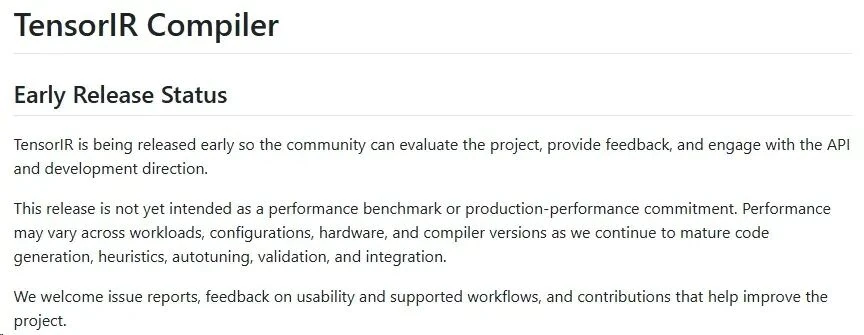 TensorIR Compiler
Early Release Status
TensorIR is being released early so the community can evaluate the project, provide feedback, and engage with the API
and development direction.
This release is not yet intended as a performance benchmark or production-performance commitment. Performance
may vary across workloads, configurations, hardware, and compiler versions as we continue to mature code
generation, heuristics, autotuning, validation, and integration.
We welcome issue reports, feedback on usability and supported workflows, and contributions that help improve the
project.